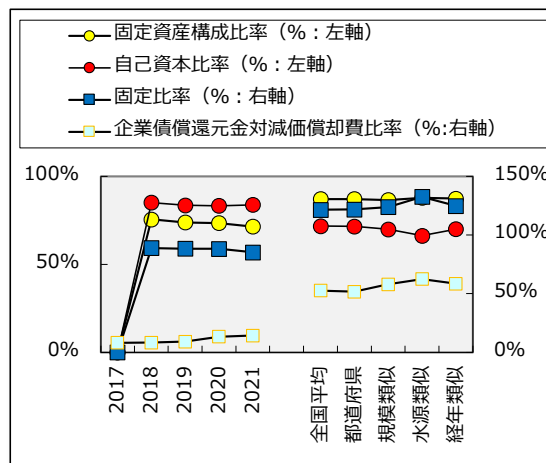 固定資産構成比率（%：左軸）
自己資本比率（%：左軸）
固定比率（%：右軸）
企業債償還元金対減価償却費比率（%:右軸）
100%
50%
0%
150%
100%
50%
0%
2017
2018
2019
2020
2021
全国平均
都道府県
規模類似
水源類似
経年類似